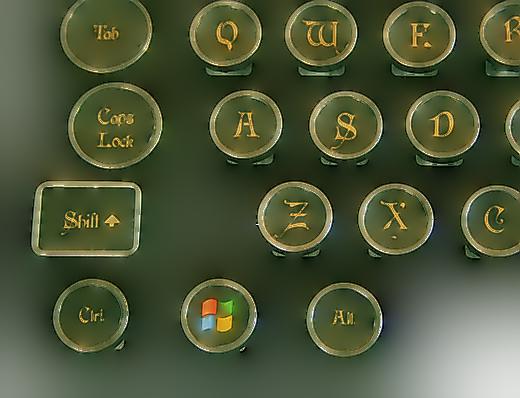 Tab Q W E R
Caps
Lock
A S D
Shift Z X C
Ctrl Alt